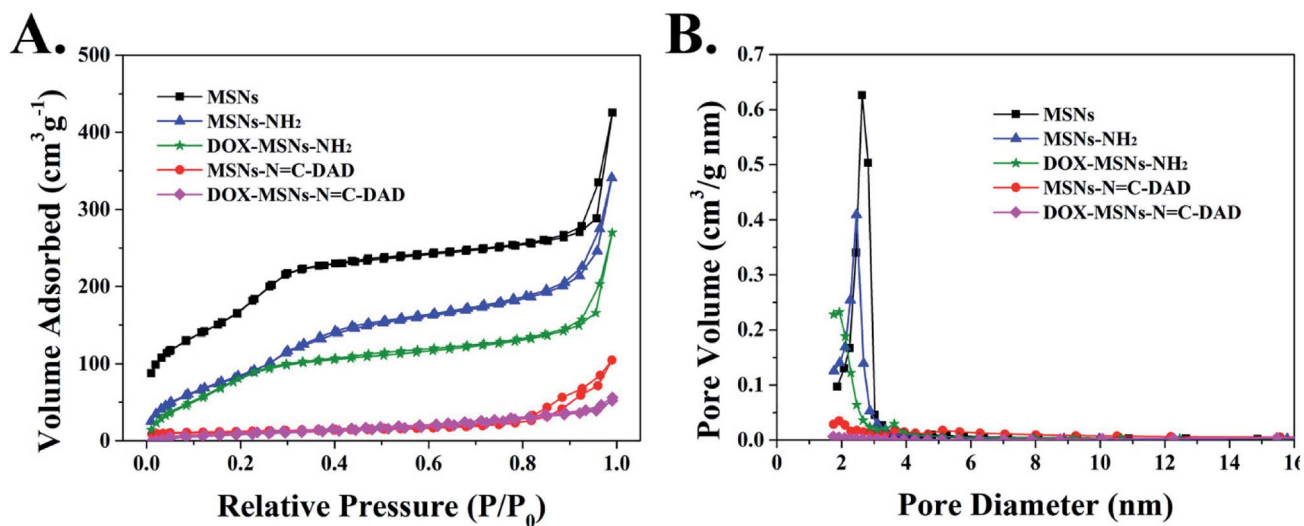 A.
500
400
300
200
100
0
Volume Adsorbed (cm³g⁻¹)
MSNs
MSNs-NH₂
DOX-MSNs-NH₂
MSNs-N=C-DAD
DOX-MSNs-N=C-DAD
0.0 0.2 0.4 0.6 0.8 1.0
Relative Pressure (P/P₀)
B.
0.7
0.6
0.5
0.4
0.3
0.2
0.1
0.0
Pore Volume (cm³/g nm)
MSNs
MSNs-NH₂
DOX-MSNs-NH₂
MSNs-N=C-DAD
DOX-MSNs-N=C-DAD
0 2 4 6 8 10 12 14 16
Pore Diameter (nm)